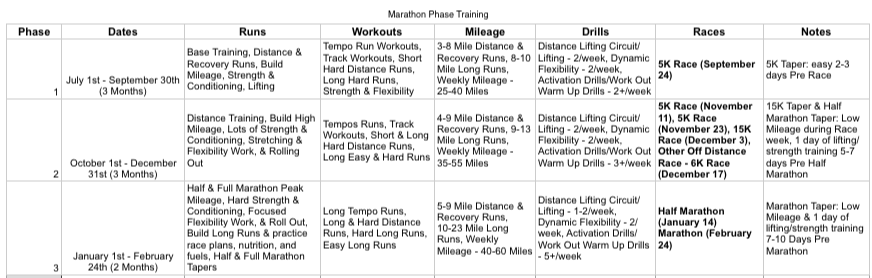 Marathon Phase Training
Phase
Dates
Runs
Workouts
Mileage
Drills
Races
Notes
1
July 1st - September 30th
(3 Months)
Base Training, Distance &
Recovery Runs, Build
Mileage, Strength &
Conditioning, Lifting
Tempo Run Workouts,
Track Workouts, Short
Hard Distance Runs,
Long Hard Runs,
Strength & Flexibility
3-8 Mile Distance &
Recovery Runs, 8-10
Mile Long Runs,
Weekly Mileage -
25-40 Miles
Distance Lifting Circuit/
Lifting - 2/week, Dynamic
Flexibility - 2/week,
Activation Drills/Work Out
Warm Up Drills - 2+/week
5K Race (September
24)
5K Taper: easy 2-3
days Pre Race
2
October 1st - December
31st (3 Months)
Distance Training, Build High
Mileage, Lots of Strength &
Conditioning, Stretching &
Flexibility Work, & Rolling
Out
Tempos Runs, Track
Workouts, Short & Long
Hard Distance Runs,
Long Easy & Hard Runs
4-9 Mile Distance &
Recovery Runs, 9-13
Mile Long Runs,
Weekly Mileage -
35-55 Miles
Distance Lifting Circuit/
Lifting - 2/week, Dynamic
Flexibility - 2/week,
Activation Drills/Work Out
Warm Up Drills - 3+/week
5K Race (November
11), 5K Race
(November 23), 15K
Race (December 3),
Other Off Distance
Race - 6K Race
(December 17)
15K Taper & Half
Marathon Taper: Low
Mileage during Race
week, 1 day of lifting/
strength training 5-7
days Pre Half
Marathon
3
January 1st - February
24th (2 Months)
Half & Full Marathon Peak
Mileage, Hard Strength &
Conditioning, Focused
Flexibility Work, & Roll Out,
Build Long Runs & practice
race plans, nutrition, and
fuels, Half & Full Marathon
Tapers
Long Tempo Runs,
Long & Hard Distance
Runs, Hard Long Runs,
Easy Long Runs
5-9 Mile Distance &
Recovery Runs,
10-23 Mile Long
Runs, Weekly
Mileage - 40-60 Miles
Distance Lifting Circuit/
Lifting - 1-2/week,
Dynamic Flexibility - 2/
week, Activation Drills/
Work Out Warm Up Drills
- 5+/week
Half Marathon
(January 14)
Marathon (February
24)
Marathon Taper: Low
Mileage & 1 day of
lifting/strength training
7-10 Days Pre
Marathon